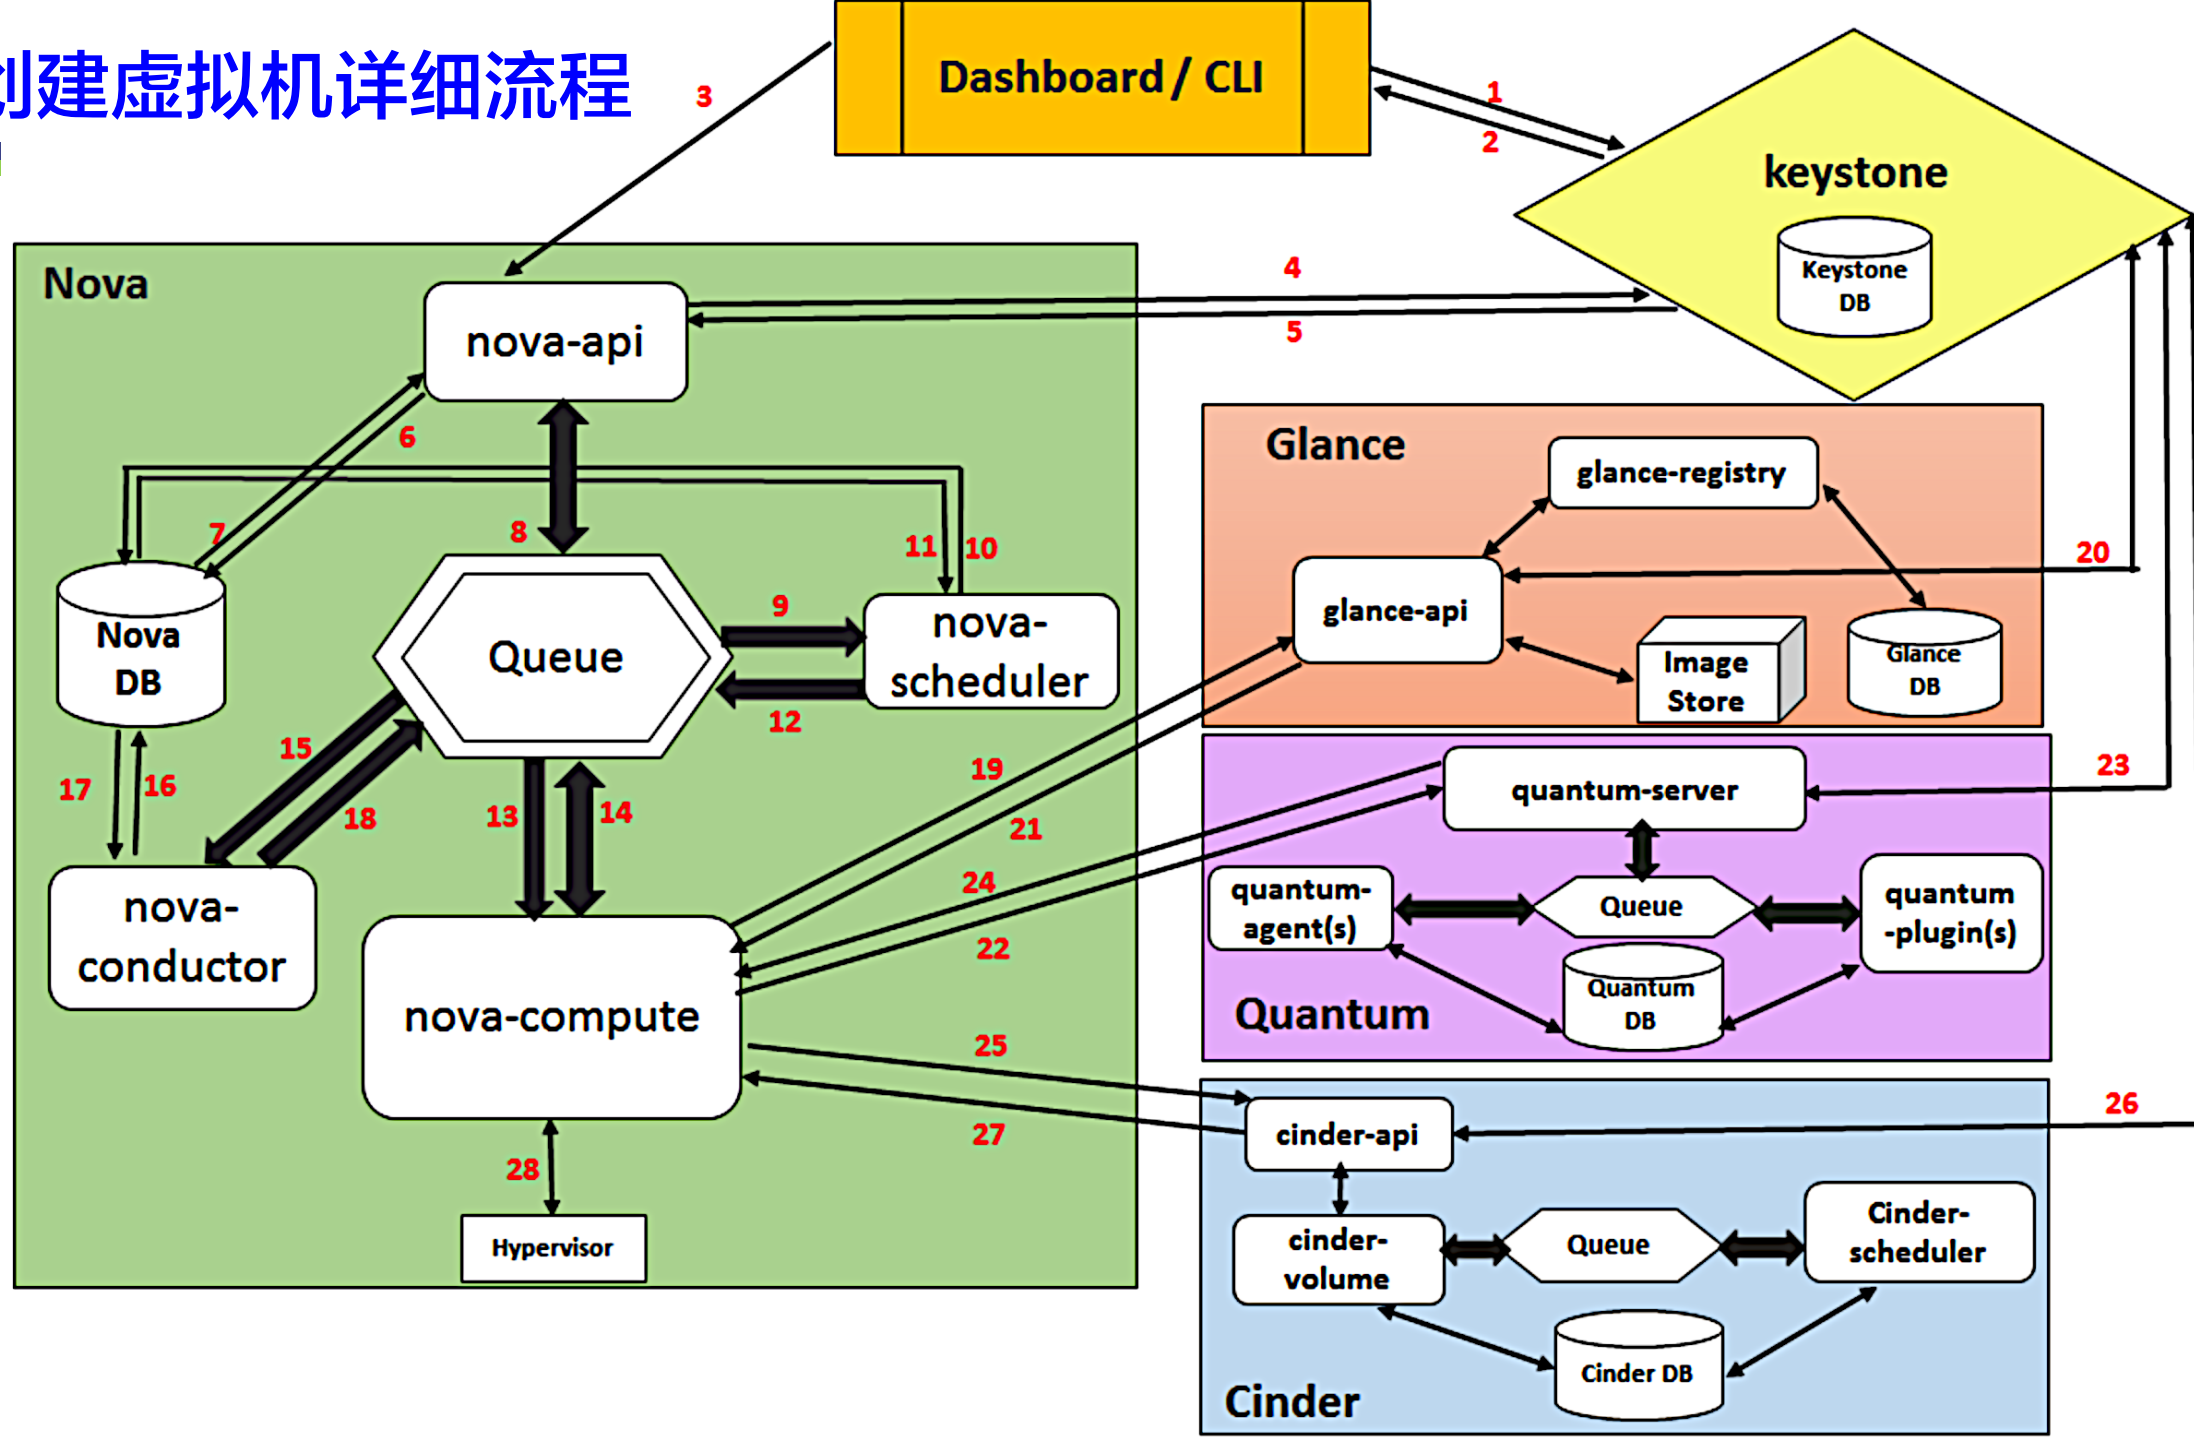 创建虚拟机详细流程
Dashboard / CLI
3
1
2
keystone
Keystone
DB
Nova
nova-api
4
5
6
7
8
11
10
Nova
DB
Queue
9
12
nova-
scheduler
15
17
16
18
13
14
19
21
24
22
nova-
conductor
nova-compute
25
27
28
Hypervisor
Glance
glance-registry
glance-api
20
Image
Store
Glance
DB
quantum-server
23
quantum-
agent(s)
Queue
quantum
-plugin(s)
Quantum
DB
Quantum
26
cinder-api
cinder-
volume
Queue
Cinder-
scheduler
Cinder DB
Cinder